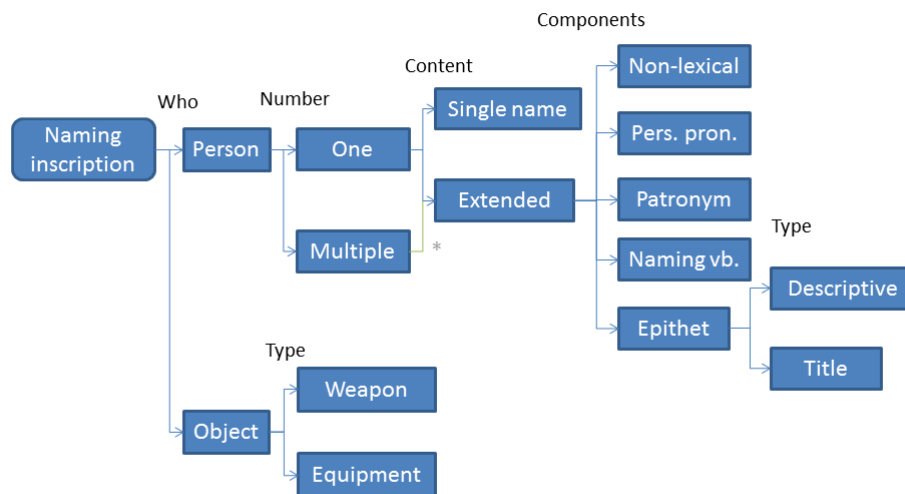 Components
Non-lexical
Content
Who
Number
Single name
Naming
inscription
Person
One
Pers. pron.
Extended
Patronym
Type
Multiple
*
Naming vb.
Descriptive
Epithet
Type
Title
Weapon
Object
Equipment